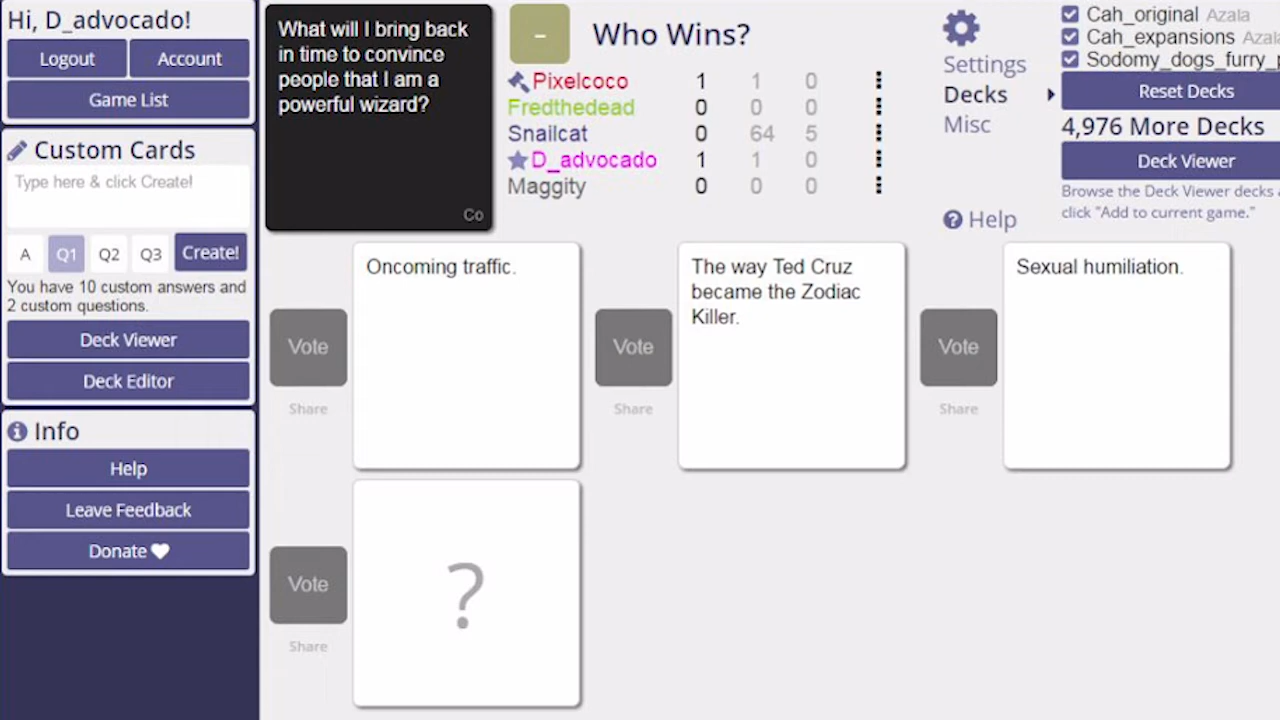 Hi, D_advocado!
Logout
Account
Game List
Custom Cards
Type here & click Create!
A
Q1
Q2
Q3
Create!
You have 10 custom answers and
2 custom questions.
Deck Viewer
Deck Editor
Info
Help
Leave Feedback
Donate
What will I bring back
in time to convince
people that I am a
powerful wizard?
Co
–
Who Wins?
Pixelcoco 1 1 0
Fredthedead 0 0 0
Snailcat 0 64 5
D_advocado 1 1 0
Maggity 0 0 0
Settings
Decks
Misc
Help
Cah_original Azala
Cah_expansions Azala
Sodomy_dogs_furry_p
Reset Decks
4,976 More Decks
Deck Viewer
Browse the Deck Viewer decks a
click "Add to current game."
Vote
Share
Oncoming traffic.
Vote
Share
The way Ted Cruz
became the Zodiac
Killer.
Vote
Share
Sexual humiliation.
Vote
Share
?